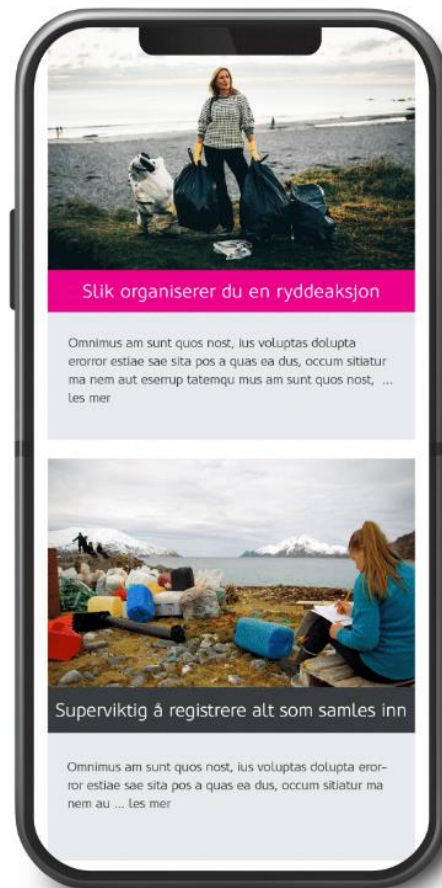 Slik organiserer du en ryddeaksjon
Omnimus am sunt quos nost, ius voluptas dolupta
erorror estiae sae sita pos a quas ea dus, occum sitiatur
ma nem aut eserrup tatemqu mus am sunt quos nost, ...
les mer
Superviktig å registrere alt som samles inn
Omnimus am sunt quos nost, ius voluptas dolupta eror-
ror estiae sae sita pos a quas ea dus, occum sitiatur ma
nem au ... les mer